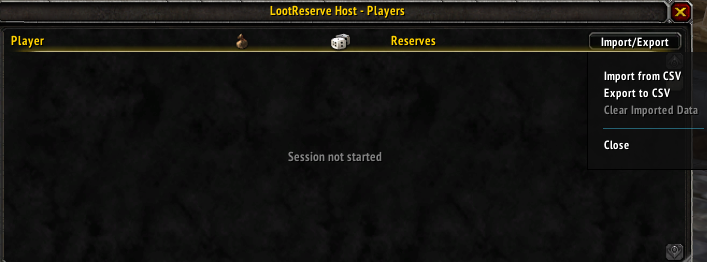 LootReserve Host - Players
Player Reserves Import/Export
Import from CSV
Export to CSV
Clear Imported Data
Session not started
Close